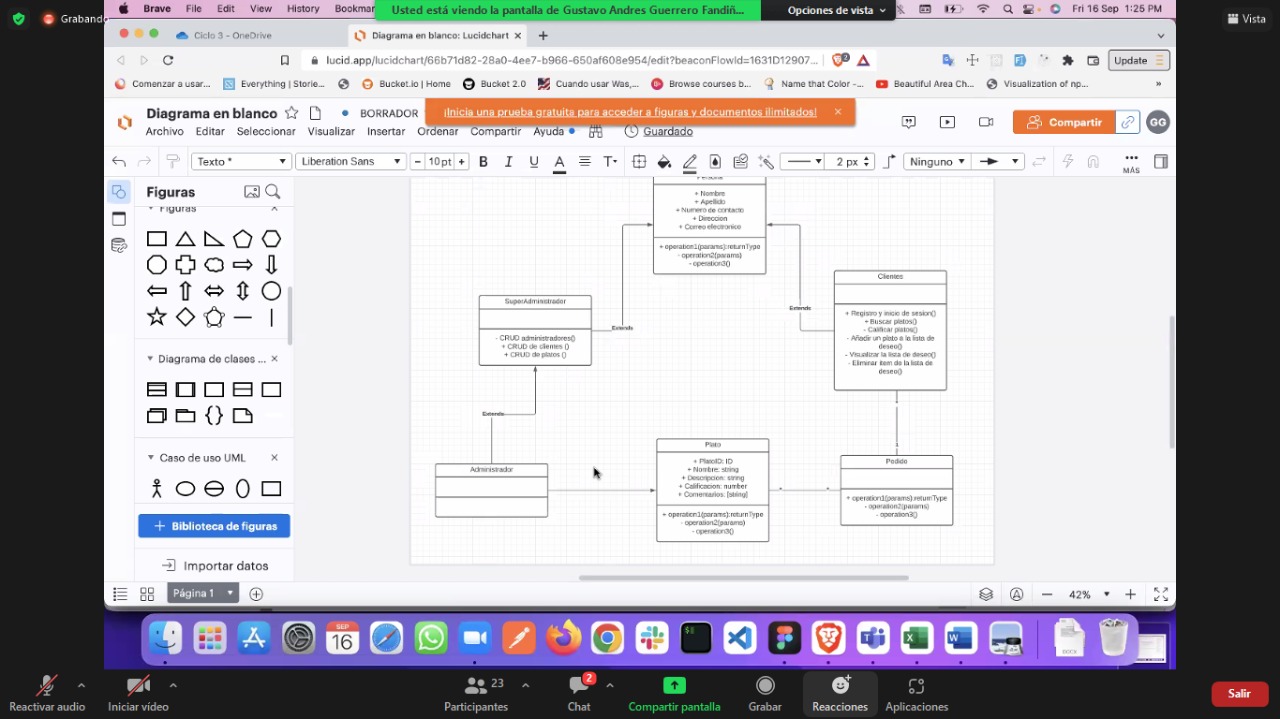 Grabando
Brave File Edit View History Bookmar
Usted está viendo la pantalla de Gustavo Andres Guerrero Fandiñ...
Opciones de vista
Fri 16 Sep 1:25 PM
Vista
Ciclo 3 - OneDrive
Diagrama en blanco: Lucidchart
lucid.app/lucidchart/66b71d82-28a0-4ee7-b966-650af608e954/edit?beaconFlowId=1631D12907...
Update
Comenzar a usar...
Everything | Storie...
Bucket.io | Home
Bucket 2.0
Cuando usar Was,...
Browse courses b...
Name that Color -...
Beautiful Area Ch...
Visualization of np...
»
Diagrama en blanco
BORRADOR
¡Inicia una prueba gratuita para acceder a figuras y documentos ilimitados!
Archivo Editar Seleccionar Visualizar Insertar Ordenar Compartir Ayuda
Guardado
Compartir
GG
Texto *
Liberation Sans
10 pt
B I U A T
2 px
Ninguno
MÁS
Figuras
Figuras
Diagrama de clases ...
Caso de uso UML
Biblioteca de figuras
Importar datos
Persona
+ Nombre
+ Apellido
+ Numero de contacto
+ Direccion
+ Correo electronico
+ operation1(params):returnType
- operation2(params)
- operation3()
Extends
Extends
SuperAdministrador
- CRUD administradores()
+ CRUD de clientes ()
+ CRUD de platos ()
Clientes
+ Registro y inicio de sesion()
+ Buscar platos()
- Calificar platos()
- Añadir un plato a la lista de
deseo()
- Visualizar la lista de deseo()
- Eliminar item de la lista de
deseo()
Extends
Administrador
Plato
+ PlatoID: ID
+ Nombre: string
+ Descripcion: string
+ Calificacion: number
+ Comentarios: [string]
+ operation1(params):returnType
- operation2(params)
- operation3()
Pedido
+ operation1(params):returnType
- operation2(params)
- operation3()
Página 1
42%
SEP
16
DOCX
Reactivar audio
Iniciar vídeo
23
Participantes
2
Chat
Compartir pantalla
Grabar
Reacciones
Aplicaciones
Salir